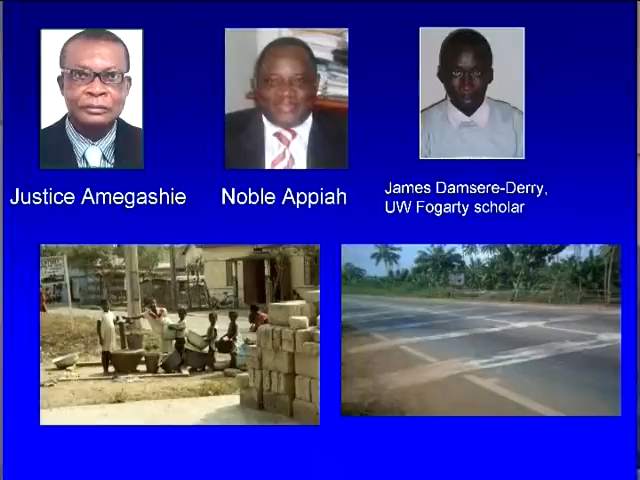 Justice Amegashie
Noble Appiah
James Damsere-Derry,
UW Fogarty scholar